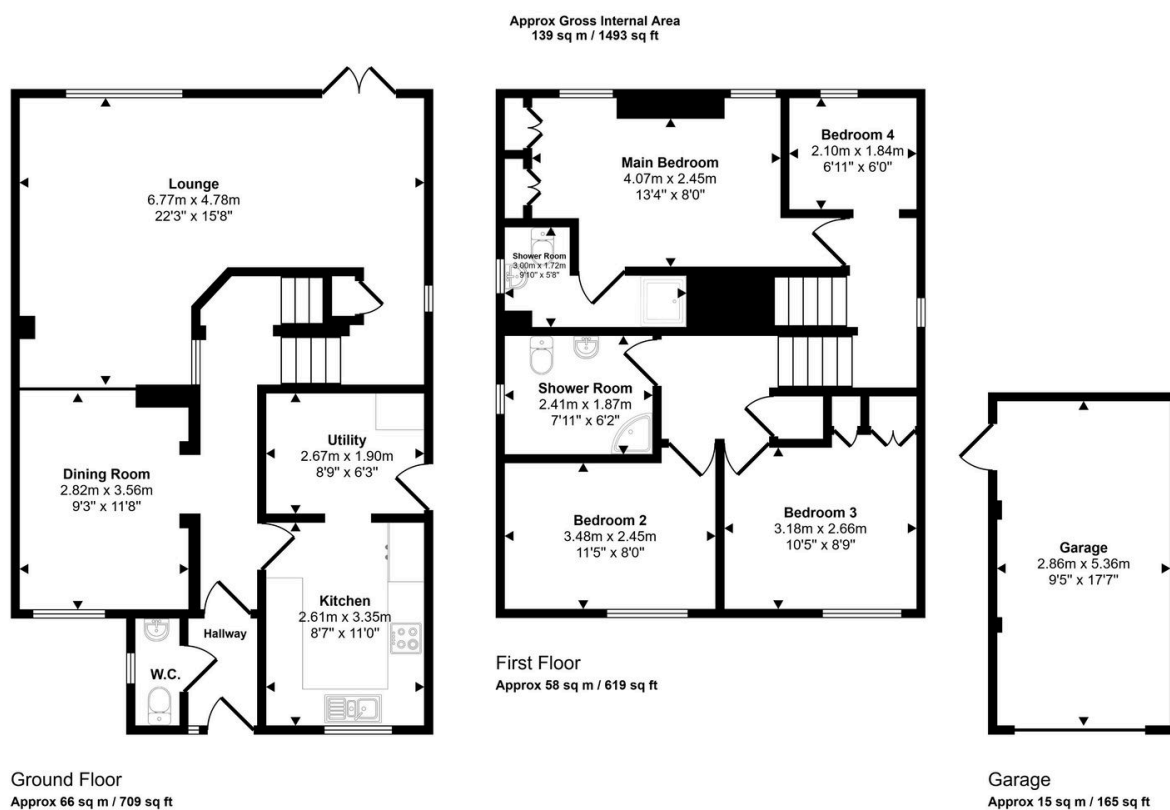 Approx Gross Internal Area
139 sq m / 1493 sq ft
Lounge
6.77m x 4.78m
22'3" x 15'8"
Dining Room
2.82m x 3.56m
9'3" x 11'8"
Utility
2.67m x 1.90m
8'9" x 6'3"
Kitchen
2.61m x 3.35m
8'7" x 11'0"
Hallway
W.C.
Ground Floor
Approx 66 sq m / 709 sq ft
Main Bedroom
4.07m x 2.45m
13'4" x 8'0"
Bedroom 4
2.10m x 1.84m
6'11" x 6'0"
Shower Room
3.00m x 1.72m
9'10" x 5'8"
Shower Room
2.41m x 1.87m
7'11" x 6'2"
Bedroom 2
3.48m x 2.45m
11'5" x 8'0"
Bedroom 3
3.18m x 2.66m
10'5" x 8'9"
First Floor
Approx 58 sq m / 619 sq ft
Garage
2.86m x 5.36m
9'5" x 17'7"
Garage
Approx 15 sq m / 165 sq ft